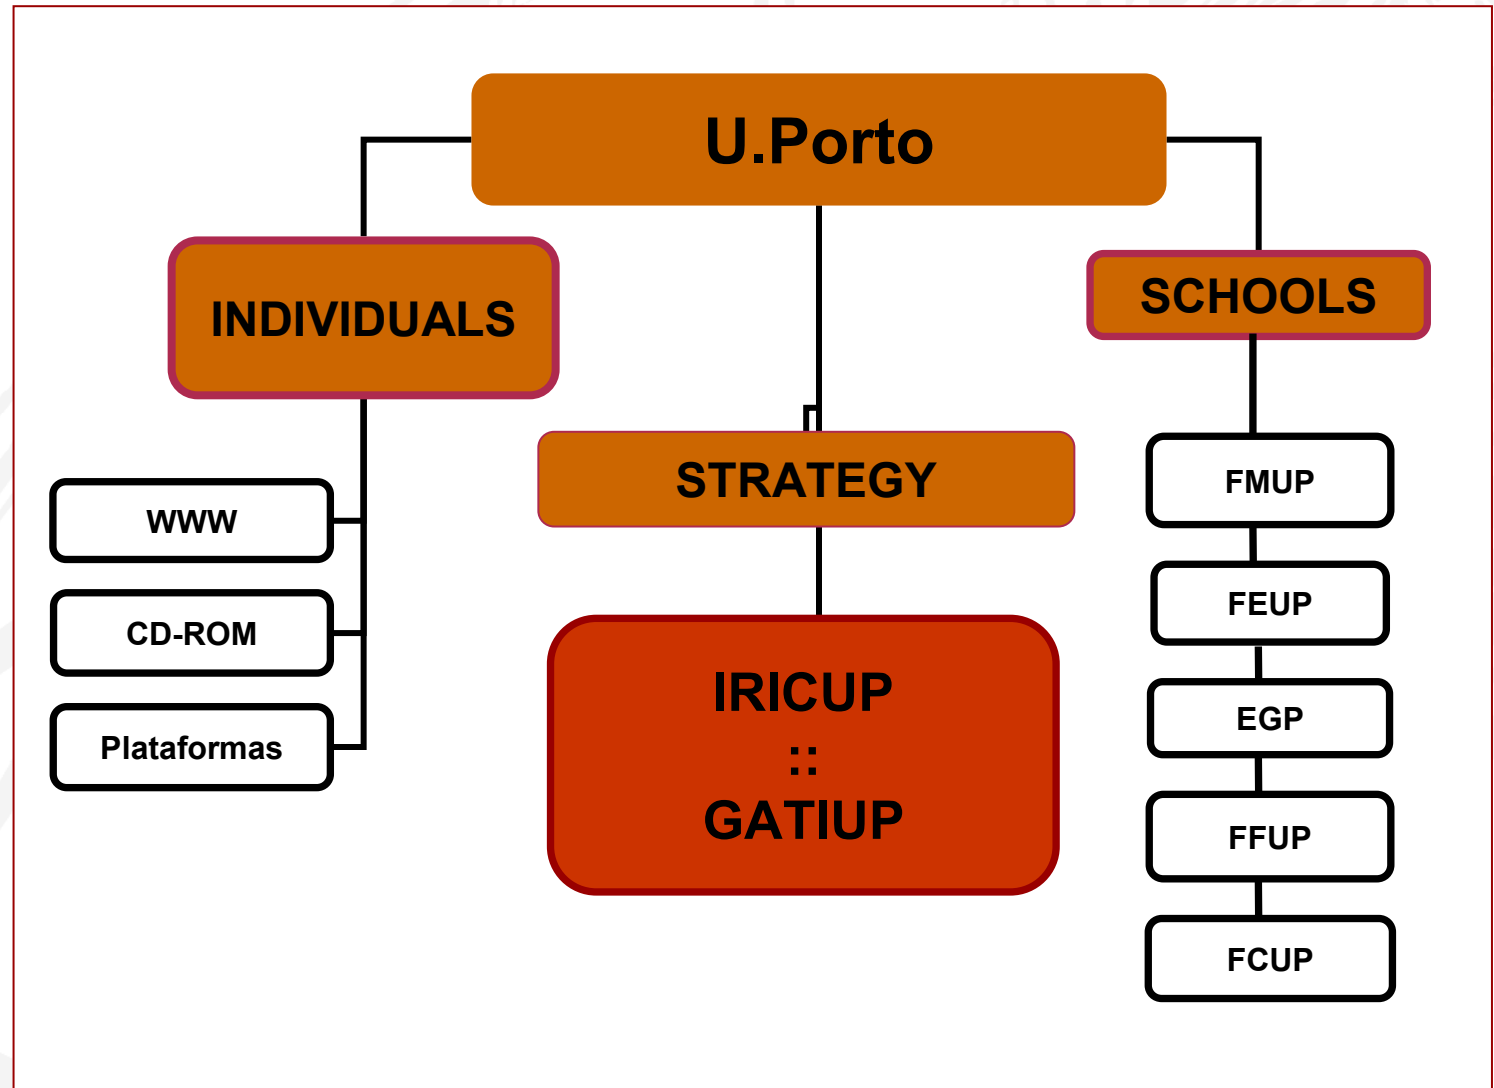 U.Porto
INDIVIDUALS
WWW
CD-ROM
Plataformas
STRATEGY
IRICUP
::
GATIUP
SCHOOLS
FMUP
FEUP
EGP
FFUP
FCUP